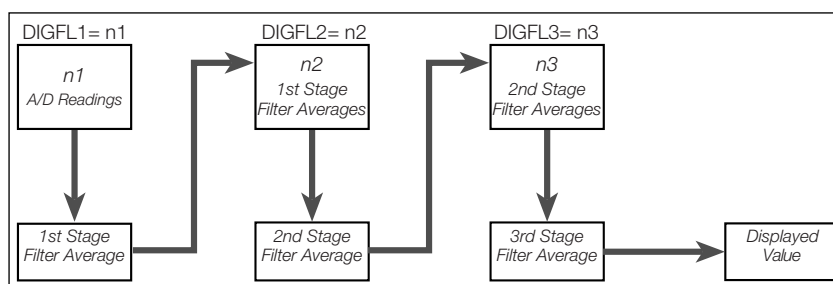 DIGFL1= n1
n1
A/D Readings
1st Stage
Filter Average
DIGFL2= n2
n2
1st Stage
Filter Averages
2nd Stage
Filter Average
DIGFL3= n3
n3
2nd Stage
Filter Averages
3rd Stage
Filter Average
Displayed
Value